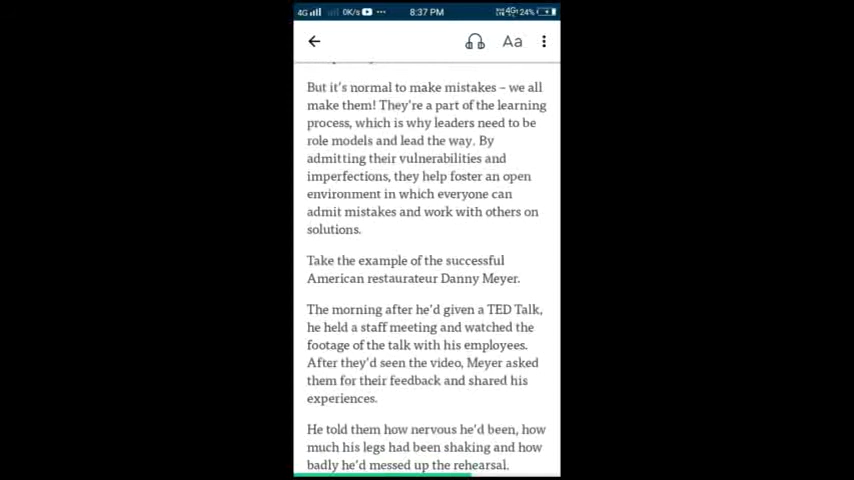 4G 0K/s ••• 8:37 PM 4G 24%
Aa
But it's normal to make mistakes – we all
make them! They're a part of the learning
process, which is why leaders need to be
role models and lead the way. By
admitting their vulnerabilities and
imperfections, they help foster an open
environment in which everyone can
admit mistakes and work with others on
solutions.
Take the example of the successful
American restaurateur Danny Meyer.
The morning after he'd given a TED Talk,
he held a staff meeting and watched the
footage of the talk with his employees.
After they'd seen the video, Meyer asked
them for their feedback and shared his
experiences.
He told them how nervous he'd been, how
much his legs had been shaking and how
badly he'd messed up the rehearsal.